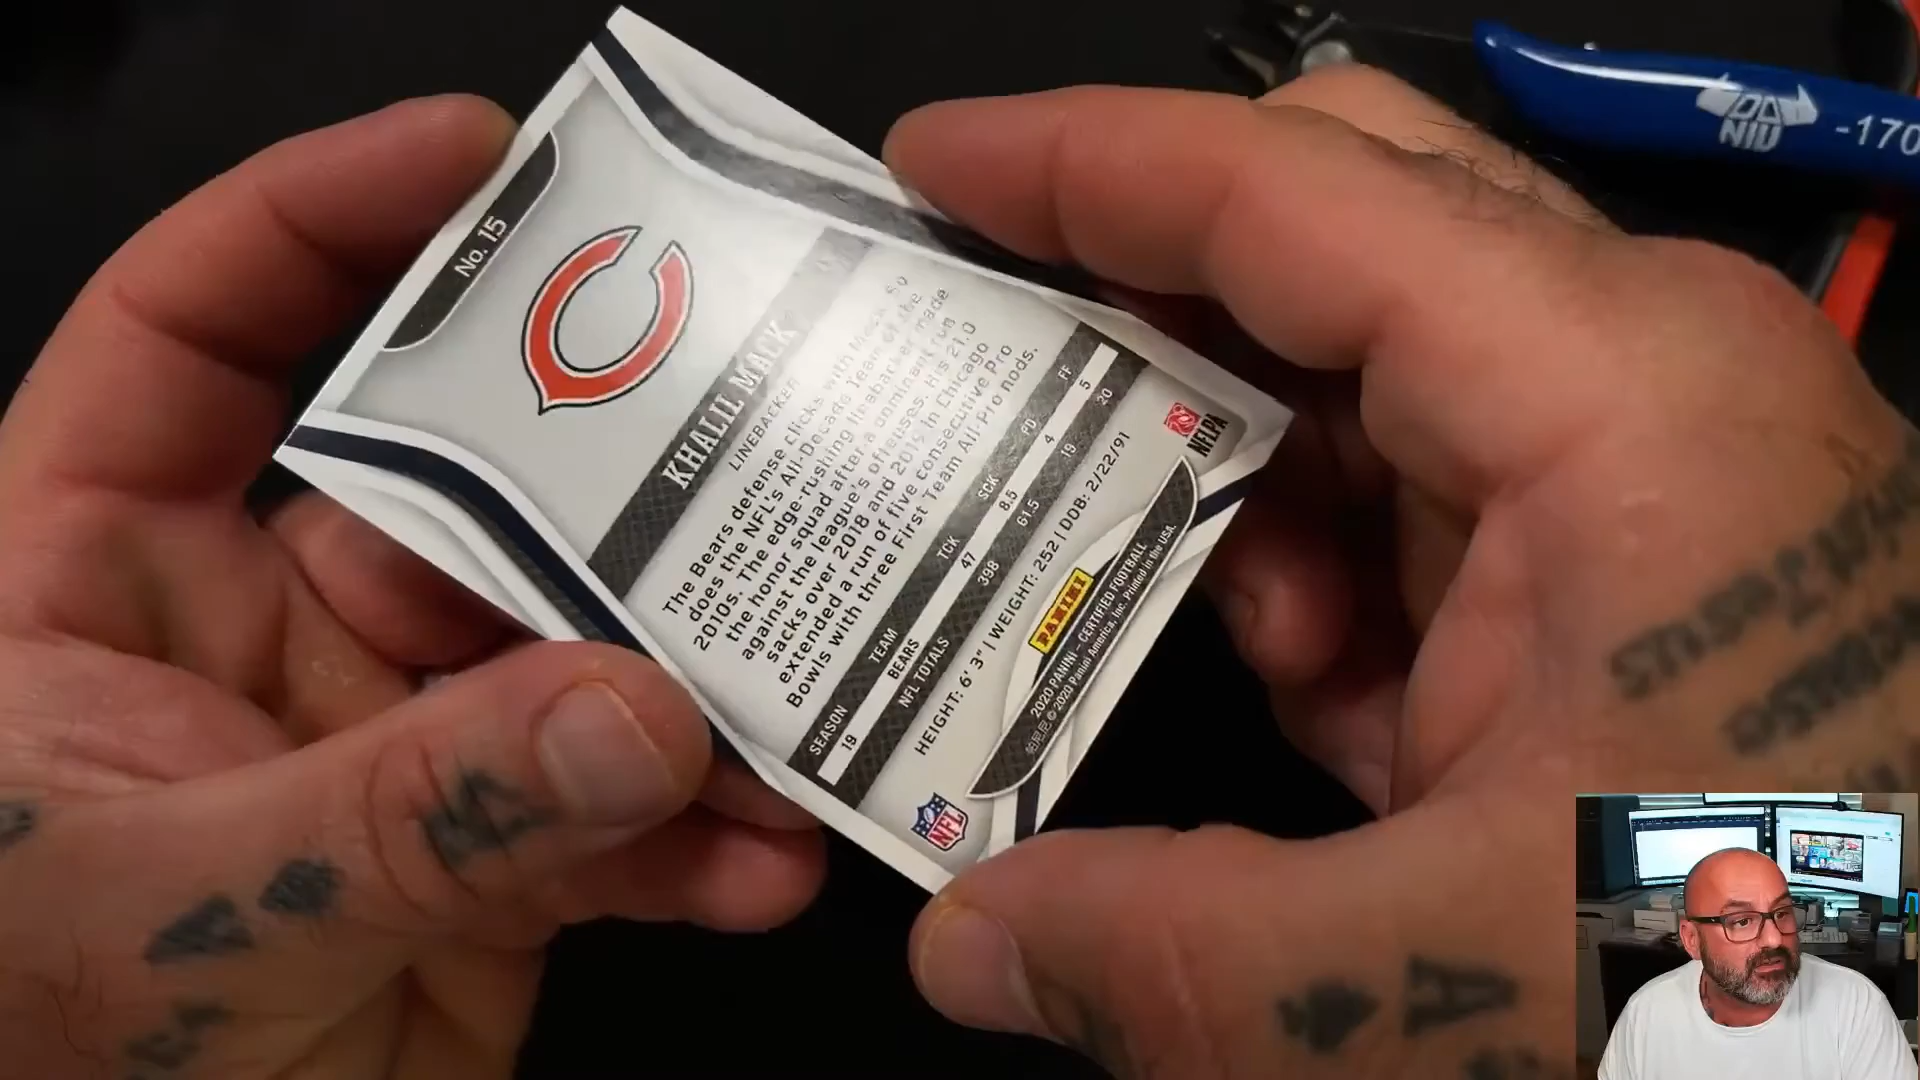 No. 15
KHALIL MACK
LINEBACKER
The Bears defense clicks with Mack. So
does the NFL's All-Decade Team of the
2010s. The edge-rushing linebacker made
the honor squad after a dominant run
against the league's offenses. His 21.0
sacks over 2018 and 2019 in Chicago
extended a run of five consecutive Pro
Bowls with three First Team All-Pro nods.
SEASON TEAM TCK SCK PD FF
19 BEARS 47 8.5 4 5
NFL TOTALS 398 61.5 19 20
HEIGHT: 6' 3" | WEIGHT: 252 | DOB: 2/22/91
PANINI
2020 PANINI – CERTIFIED FOOTBALL
帕尼尼 © 2020 Panini America, Inc. Printed in the USA.
NFL
NFLPA
NIU
-170